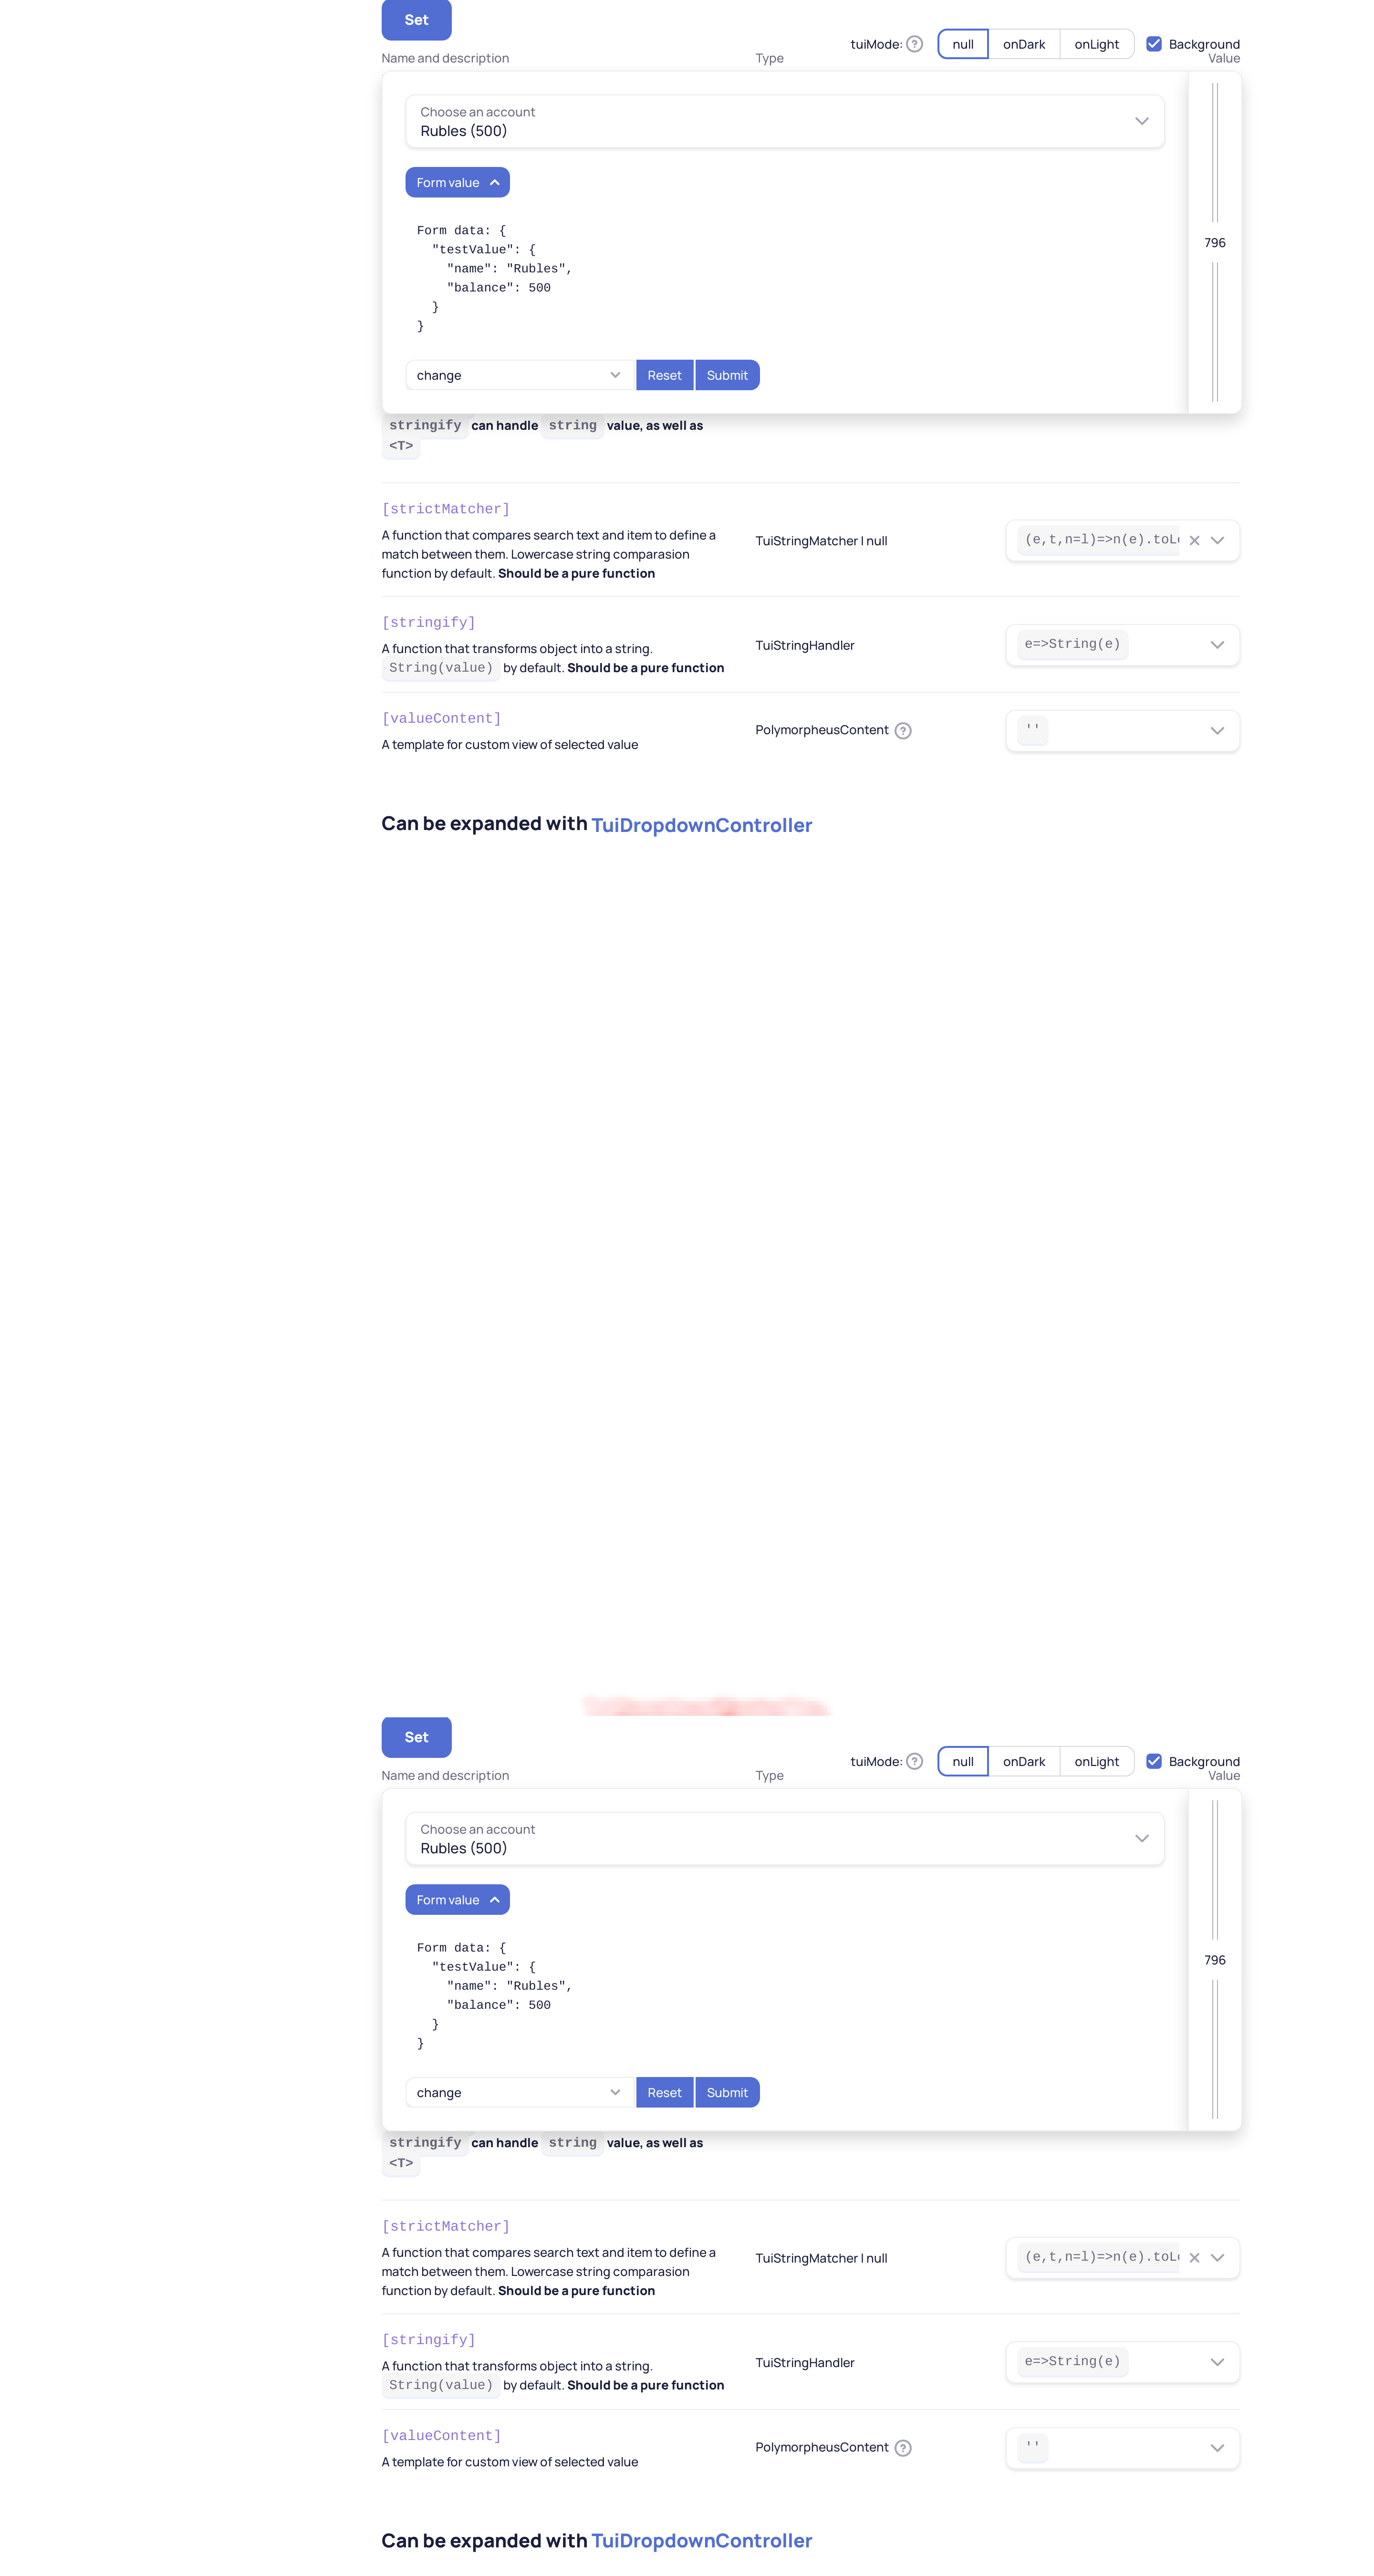 Set
tuiMode: null onDark onLight Background
Name and description Type Value
Choose an account
Rubles (500)
Form value
Form data: {
"testValue": {
"name": "Rubles",
"balance": 500
}
}
796
change Reset Submit
stringify can handle string value, as well as
<T>
[strictMatcher]
A function that compares search text and item to define a
match between them. Lowercase string comparasion
function by default. Should be a pure function
TuiStringMatcher | null
(e,t,n=l)=>n(e).toL
[stringify]
A function that transforms object into a string.
String(value) by default. Should be a pure function
TuiStringHandler
e=>String(e)
[valueContent]
A template for custom view of selected value
PolymorpheusContent
''
Can be expanded with TuiDropdownController
Set
tuiMode: null onDark onLight Background
Name and description Type Value
Choose an account
Rubles (500)
Form value
Form data: {
"testValue": {
"name": "Rubles",
"balance": 500
}
}
796
change Reset Submit
stringify can handle string value, as well as
<T>
[strictMatcher]
A function that compares search text and item to define a
match between them. Lowercase string comparasion
function by default. Should be a pure function
TuiStringMatcher | null
(e,t,n=l)=>n(e).toL
[stringify]
A function that transforms object into a string.
String(value) by default. Should be a pure function
TuiStringHandler
e=>String(e)
[valueContent]
A template for custom view of selected value
PolymorpheusContent
''
Can be expanded with TuiDropdownController